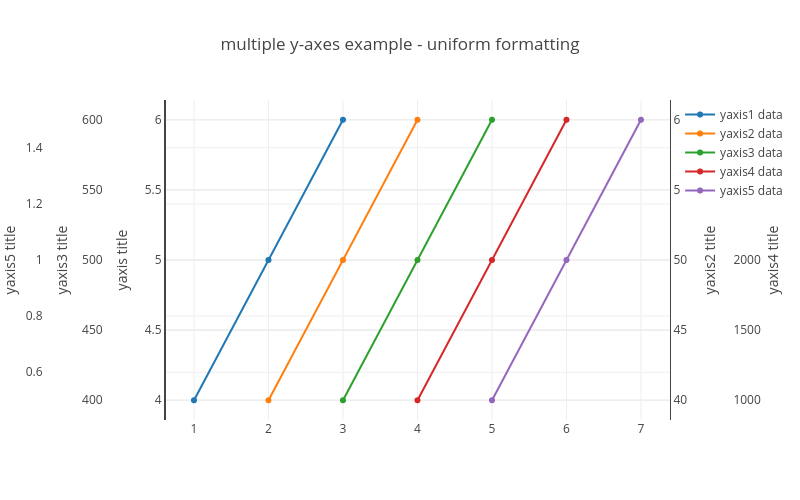 multiple y-axes example - uniform formatting
yaxis5 title
1.4
1.2
1
0.8
0.6
yaxis3 title
600
550
500
450
400
yaxis title
6
5.5
5
4.5
4
1 2 3 4 5 6 7
6
5
50
45
40
yaxis2 title
2000
1500
1000
yaxis4 title
yaxis1 data
yaxis2 data
yaxis3 data
yaxis4 data
yaxis5 data